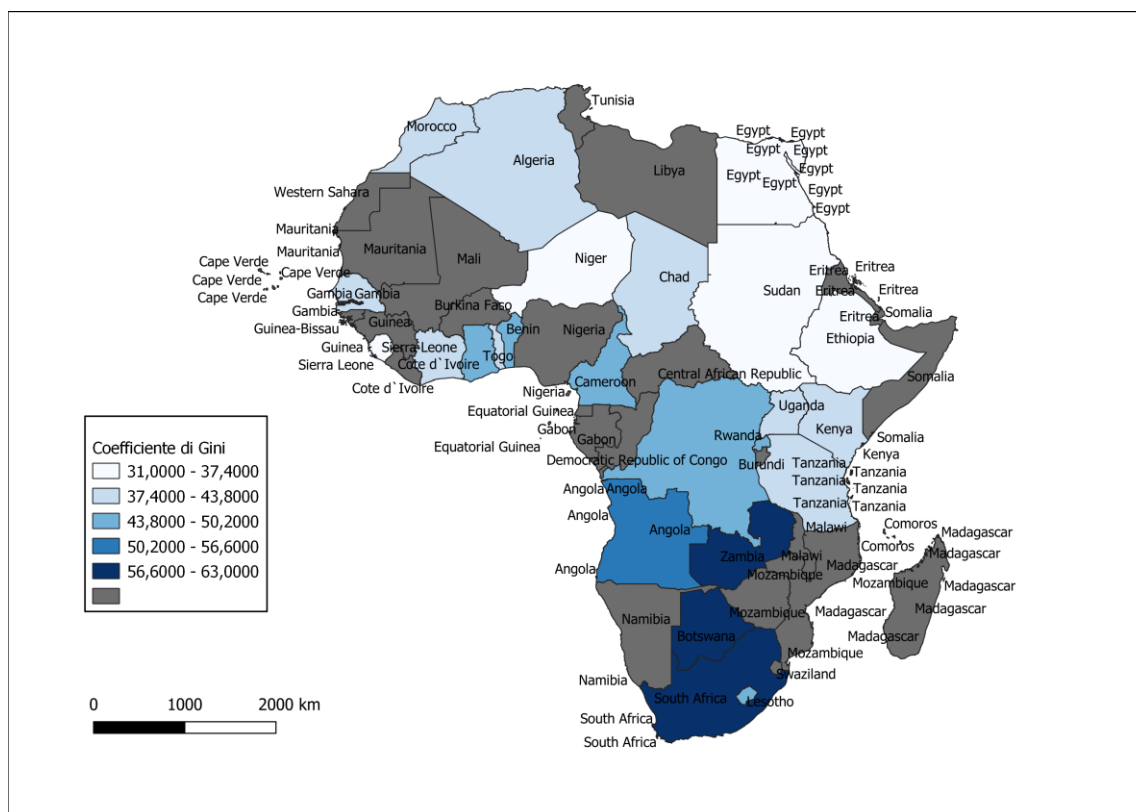 Tunisia
Morocco
Egypt
Egypt
Egypt
Egypt
Algeria
Libya
Egypt
Egypt
Egypt
Egypt
Egypt
Western Sahara
Mauritania
Mauritania
Mauritania
Mali
Niger
Chad
Sudan
Eritrea
Eritrea
Cape Verde
Cape Verde
Cape Verde
Gambia
Gambia
Eritrea
Eritrea
Gambia
Burkina Faso
Somalia
Guinea-Bissau
Guinea
Benin
Nigeria
Eritrea
Ethiopia
Guinea
Sierra Leone
Sierra Leone
Cote d`Ivoire
Togo
Central African Republic
Somalia
Cote d`Ivoire
Cameroon
Nigeria
Equatorial Guinea
Uganda
Gabon
Kenya
Equatorial Guinea
Gabon
Rwanda
Somalia
Kenya
Democratic Republic of Congo
Burundi
Tanzania
Tanzania
Tanzania
Tanzania
Angola
Angola
Tanzania
Tanzania
Angola
Angola
Malawi
Comoros
Madagascar
Zambia
Malawi
Comoros
Madagascar
Angola
Mozambique
Madagascar
Mozambique
Madagascar
Namibia
Mozambique
Madagascar
Madagascar
Botswana
Madagascar
Mozambique
Namibia
Swaziland
South Africa
Lesotho
South Africa
South Africa
Coefficiente di Gini
31,0000 - 37,4000
37,4000 - 43,8000
43,8000 - 50,2000
50,2000 - 56,6000
56,6000 - 63,0000
0 1000 2000 km